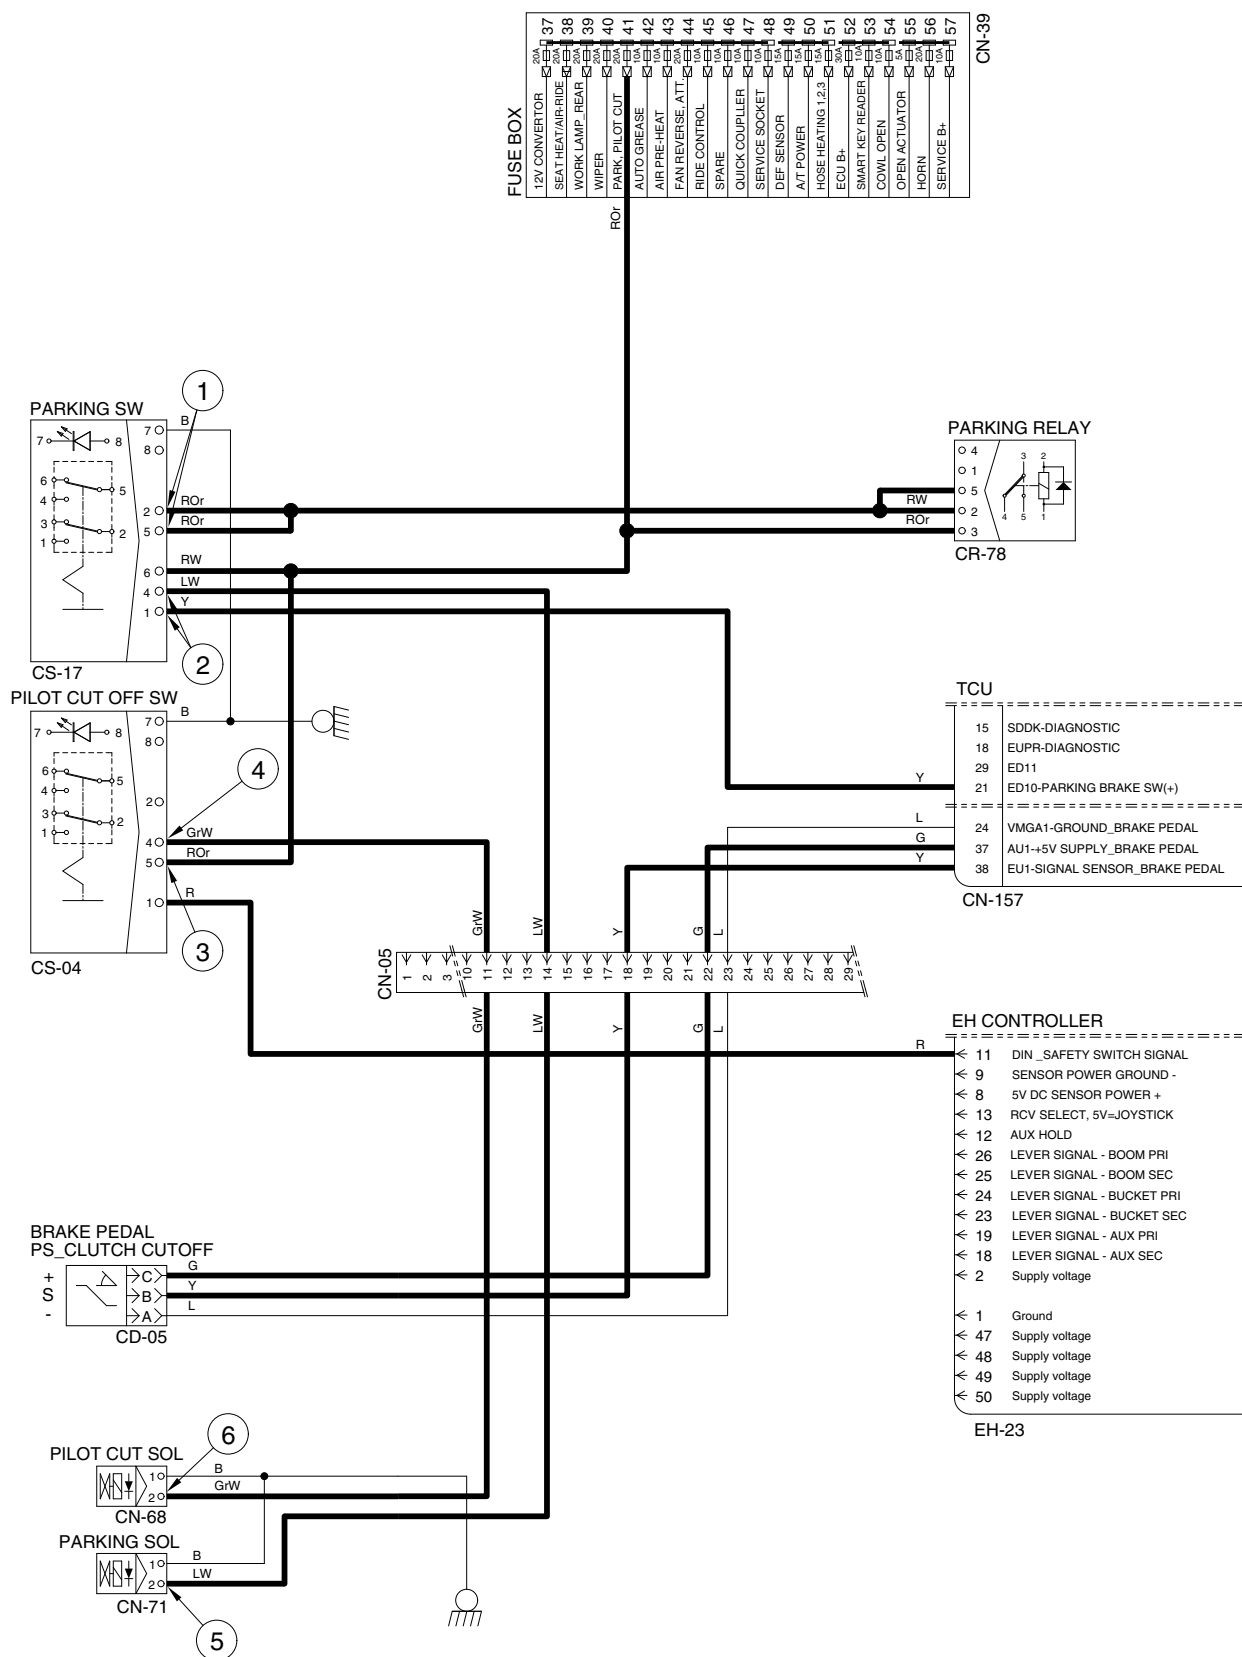 FUSE BOX
CN-39
37 20A 12V CONVERTOR
38 20A SEAT HEAT/AIR-RIDE
39 20A WORK LAMP_REAR
40 20A WIPER
41 20A PARK, PILOT CUT
42 10A AUTO GREASE
43 10A AIR PRE-HEAT
44 10A FAN REVERSE, ATT.
45 10A RIDE CONTROL
46 10A SPARE
47 10A QUICK COUPLLER
48 10A SERVICE SOCKET
49 15A DEF SENSOR
50 15A A/T POWER
51 15A HOSE HEATING 1,2,3
52 30A ECU B+
53 10A SMART KEY READER
54 10A COWL OPEN
55 5A OPEN ACTUATOR
56 20A HORN
57 10A SERVICE B+
ROr
1
PARKING SW
7 8
6 5
4
3 2
1
7 B
8
2 ROr
5 ROr
6 RW
4 LW
1 Y
2
CS-17
PARKING RELAY
4
1
5
2 RW
3 ROr
3 2
4 5 1
CR-78
PILOT CUT OFF SW
7 8
6 5
4
3 2
1
7 B
8
2
4 GrW
5 ROr
1 R
4
3
CS-04
TCU
15 SDDK-DIAGNOSTIC
18 EUPR-DIAGNOSTIC
29 ED11
Y 21 ED10-PARKING BRAKE SW(+)
L 24 VMGA1-GROUND_BRAKE PEDAL
G 37 AU1-+5V SUPPLY_BRAKE PEDAL
Y 38 EU1-SIGNAL SENSOR_BRAKE PEDAL
CN-157
GrW LW Y G L
CN-05
1 2 3 10 11 12 13 14 15 16 17 18 19 20 21 22 23 24 25 26 27 28 29
GrW LW Y G L
EH CONTROLLER
R 11 DIN _SAFETY SWITCH SIGNAL
9 SENSOR POWER GROUND -
8 5V DC SENSOR POWER +
13 RCV SELECT, 5V=JOYSTICK
12 AUX HOLD
26 LEVER SIGNAL - BOOM PRI
25 LEVER SIGNAL - BOOM SEC
24 LEVER SIGNAL - BUCKET PRI
23 LEVER SIGNAL - BUCKET SEC
19 LEVER SIGNAL - AUX PRI
18 LEVER SIGNAL - AUX SEC
2 Supply voltage
1 Ground
47 Supply voltage
48 Supply voltage
49 Supply voltage
50 Supply voltage
EH-23
BRAKE PEDAL
PS_CLUTCH CUTOFF
+ C G
S B Y
- A L
CD-05
6
PILOT CUT SOL
1 B
2 GrW
CN-68
PARKING SOL
1 B
2 LW
CN-71
5